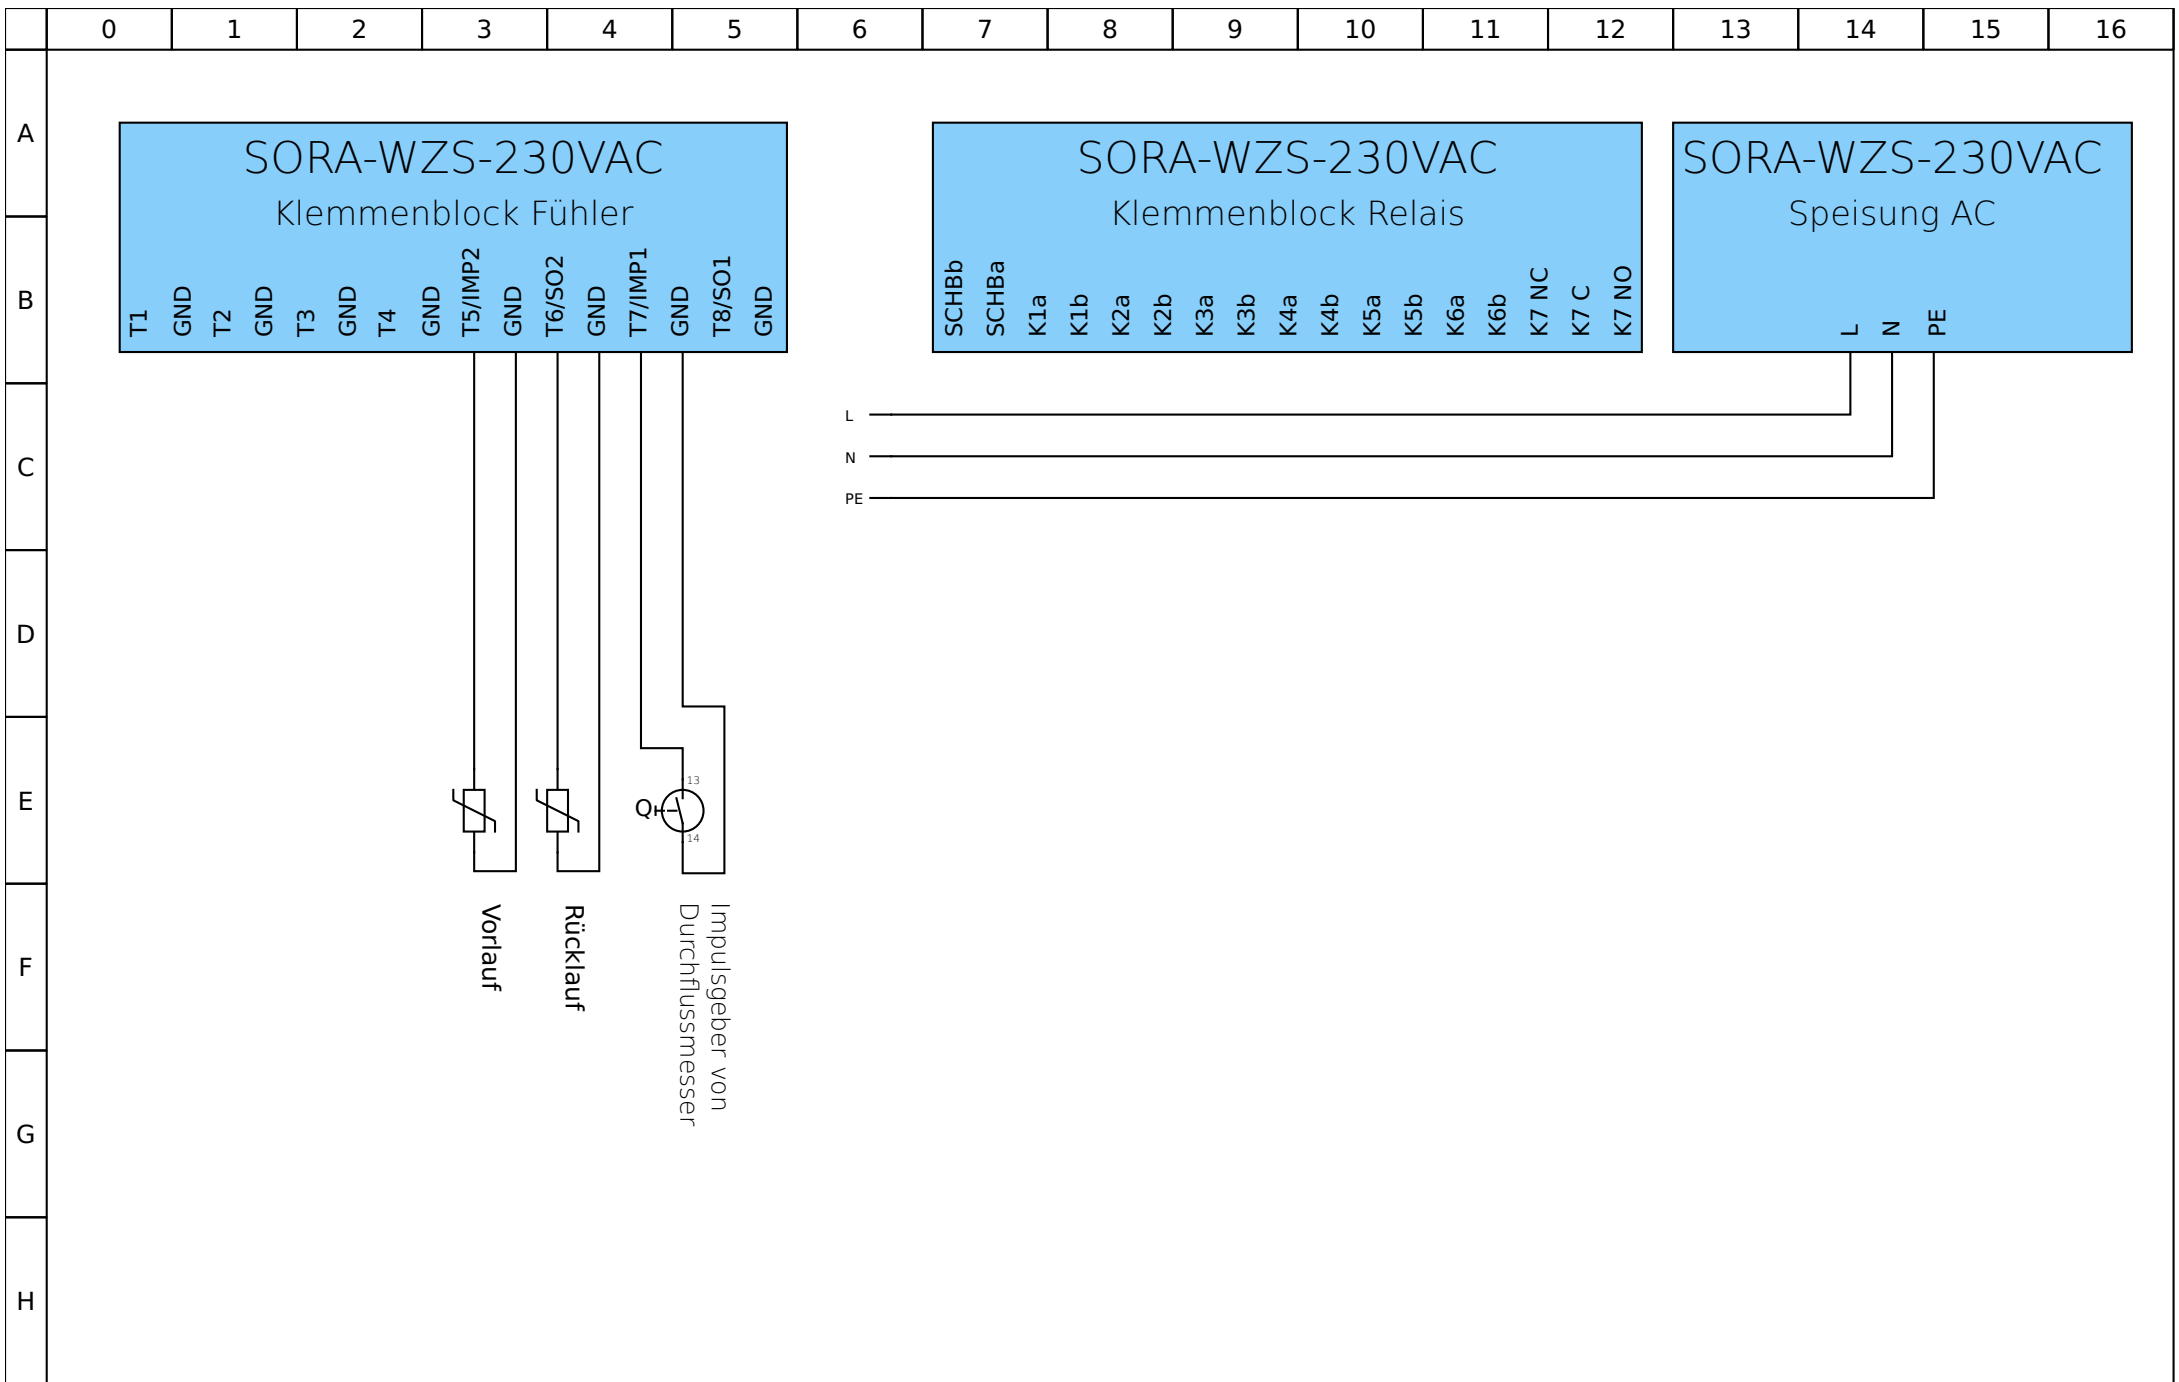 0 1 2 3 4 5 6 7 8 9 10 11 12 13 14 15 16
A
B
C
D
E
F
G
H
SORA-WZS-230VAC
Klemmenblock Fühler
T1
GND
T2
GND
T3
GND
T4
GND
T5/IMP2
GND
T6/SO2
GND
T7/IMP1
GND
T8/SO1
GND
SORA-WZS-230VAC
Klemmenblock Relais
SCHBb
SCHBa
K1a
K1b
K2a
K2b
K3a
K3b
K4a
K4b
K5a
K5b
K6a
K6b
K7 NC
K7 C
K7 NO
SORA-WZS-230VAC
Speisung AC
L
N
PE
L
N
PE
Q
13
14
Vorlauf
Rücklauf
Impulsgeber von
Durchflussmesser